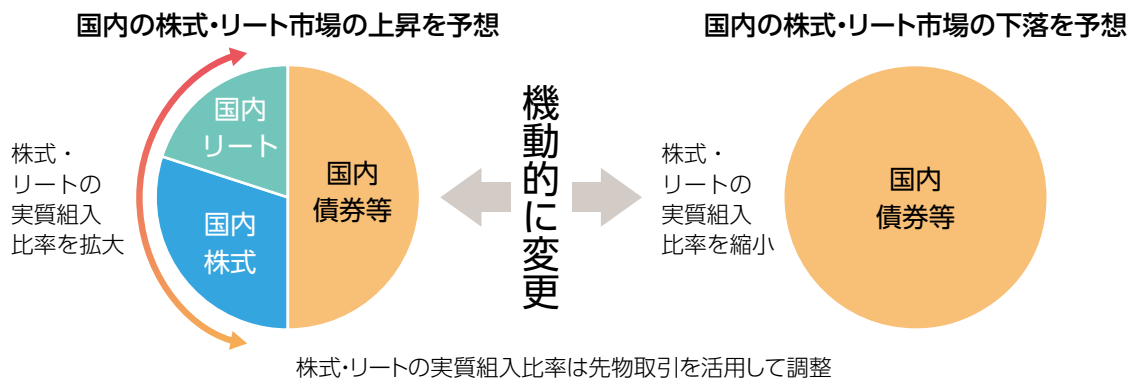 国内の株式・リート市場の上昇を予想
国内
リート
国内
株式
国内
債券等
株式・
リートの
実質組入
比率を拡大
機動的に変更
国内の株式・リート市場の下落を予想
株式・
リートの
実質組入
比率を縮小
国内
債券等
株式・リートの実質組入比率は先物取引を活用して調整